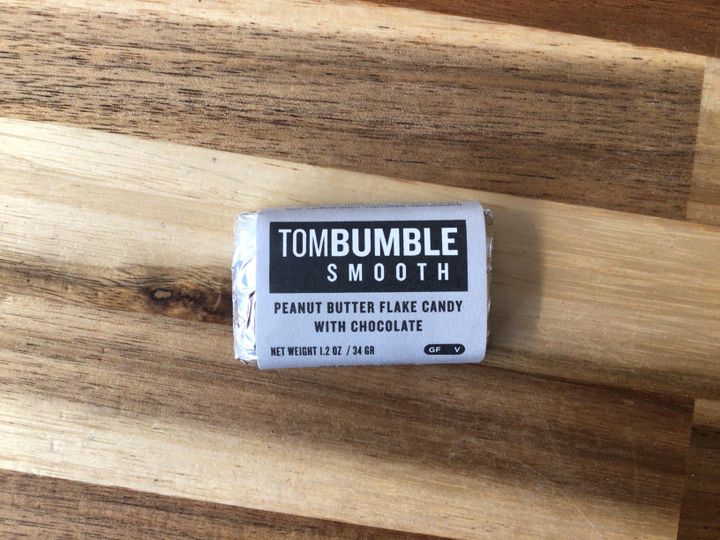 TOMBUMBLE
SMOOTH
PEANUT BUTTER FLAKE CANDY
WITH CHOCOLATE
NET WEIGHT 1.2 OZ / 34 GR
GF V